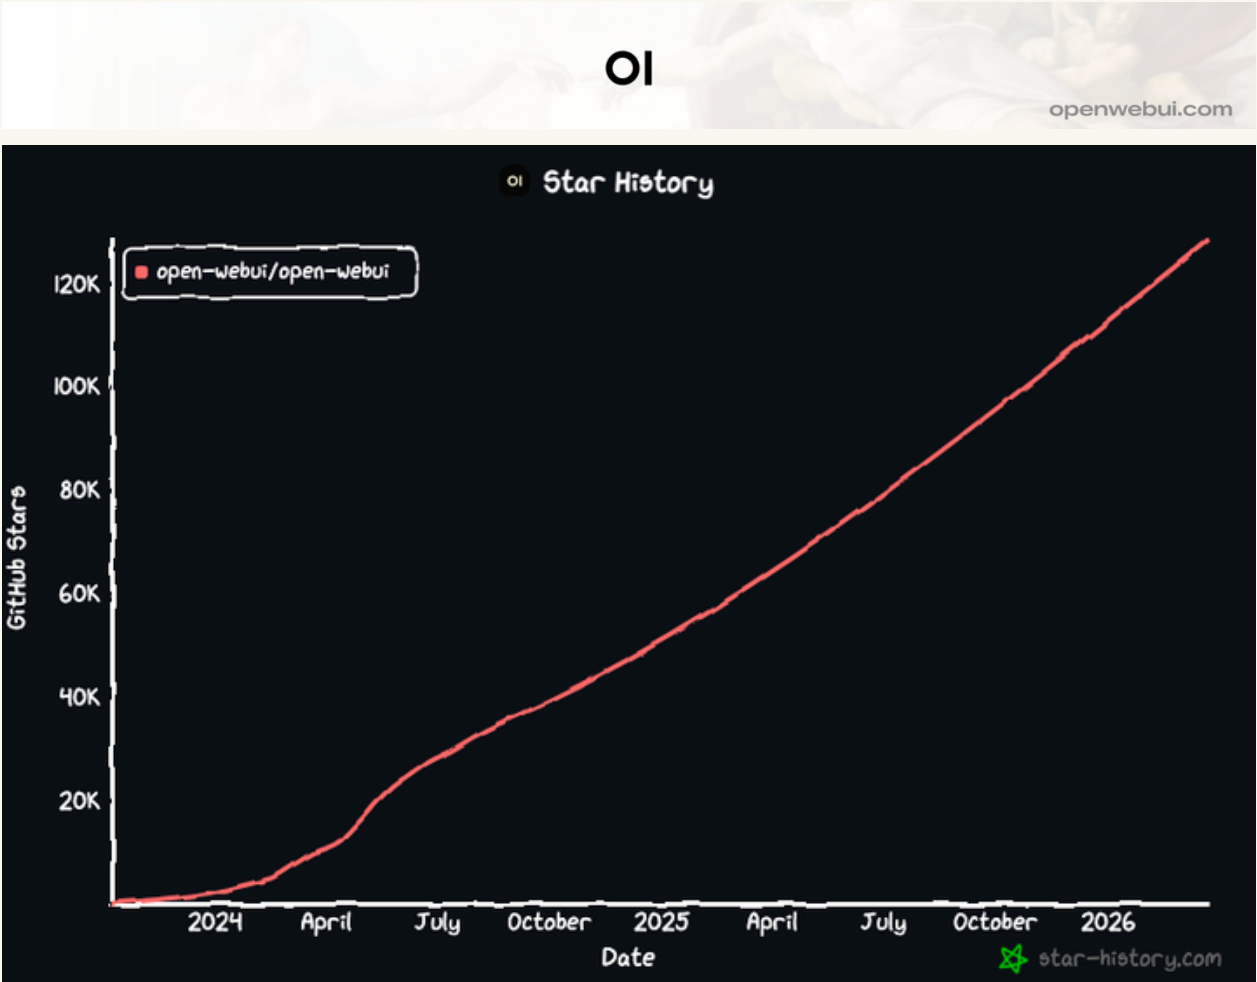 OI
openwebui.com
OI Star History
open-webui/open-webui
120K
100K
80K
60K
40K
20K
GitHub Stars
2024 April July October 2025 April July October 2026
Date
star-history.com